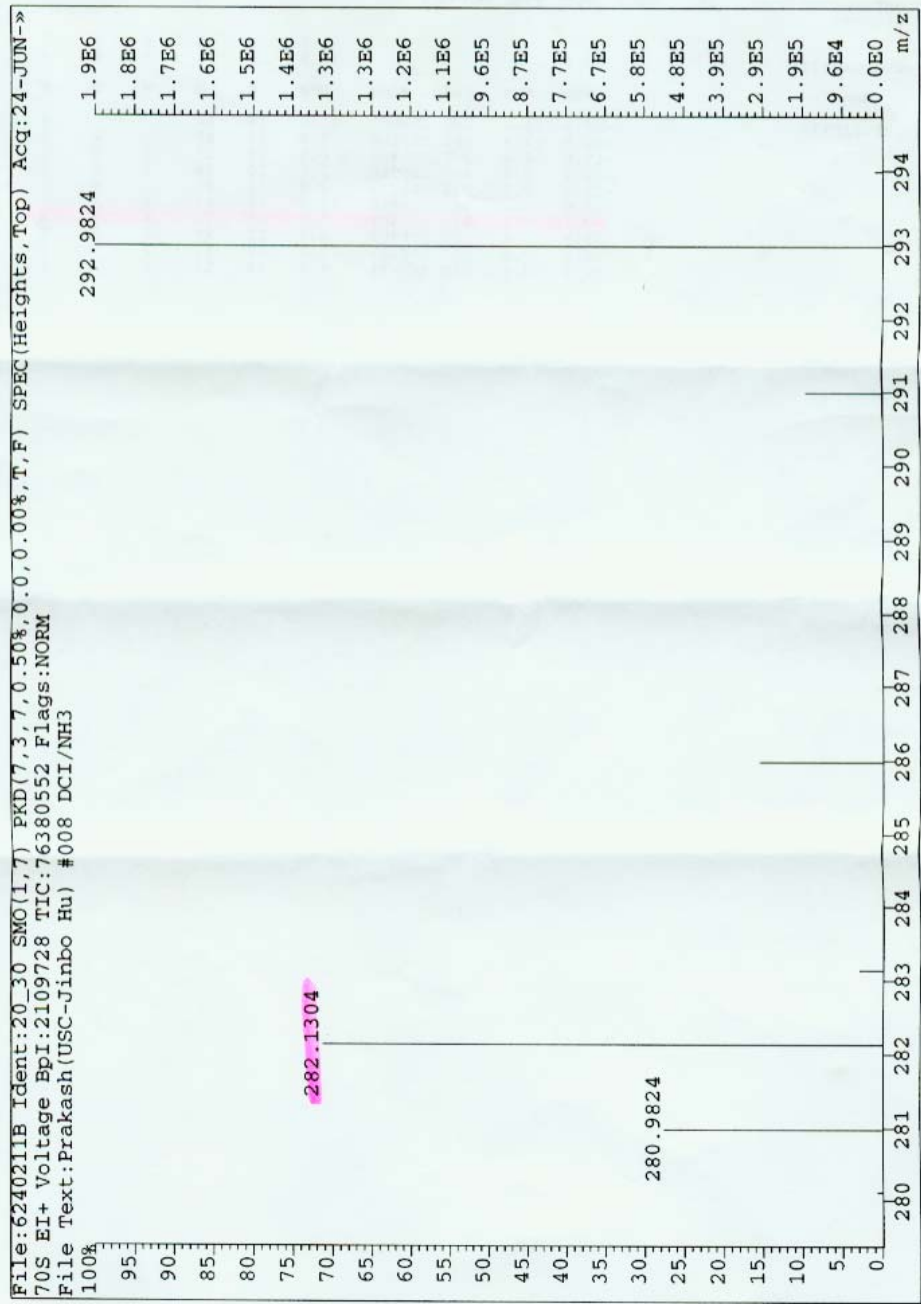 File:6240211B Ident:20_30 SMO(1,7) PKD(7,3,7,0.50%,0.0,0.00%,T,F) SPEC(Heights,Top) Acq:24-JUN-»
70S EI+ Voltage BpI:2109728 TIC:76380552 Flags:NORM
File Text:Prakash(USC-Jinbo Hu) #008 DCI/NH3
100%
95
90
85
80
75
70
65
60
55
50
45
40
35
30
25
20
15
10
5
0
280.9824
282.1304
292.9824
1.9E6
1.8E6
1.7E6
1.6E6
1.5E6
1.4E6
1.3E6
1.3E6
1.2E6
1.1E6
9.6E5
8.7E5
7.7E5
6.7E5
5.8E5
4.8E5
3.9E5
2.9E5
1.9E5
9.6E4
0.0E0
280 281 282 283 284 285 286 287 288 289 290 291 292 293 294 m/z